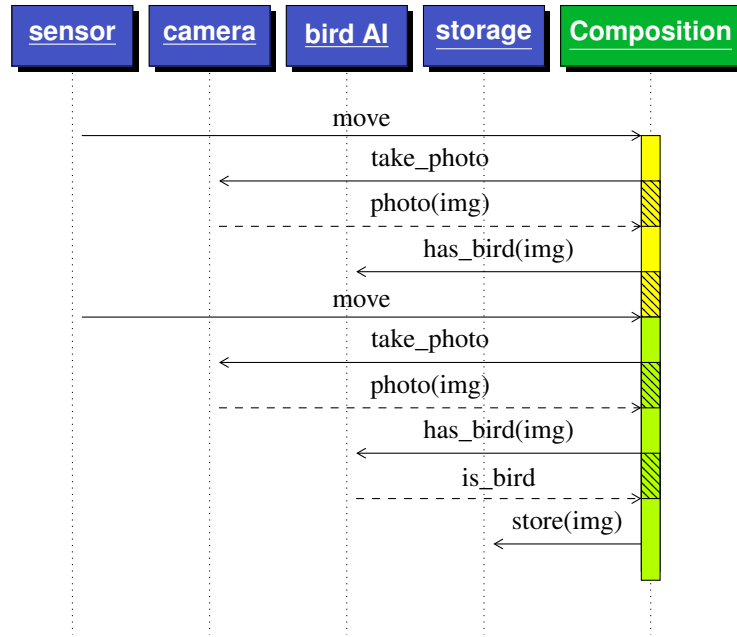 sensor camera bird AI storage Composition
move
take_photo
photo(img)
has_bird(img)
move
take_photo
photo(img)
has_bird(img)
is_bird
store(img)